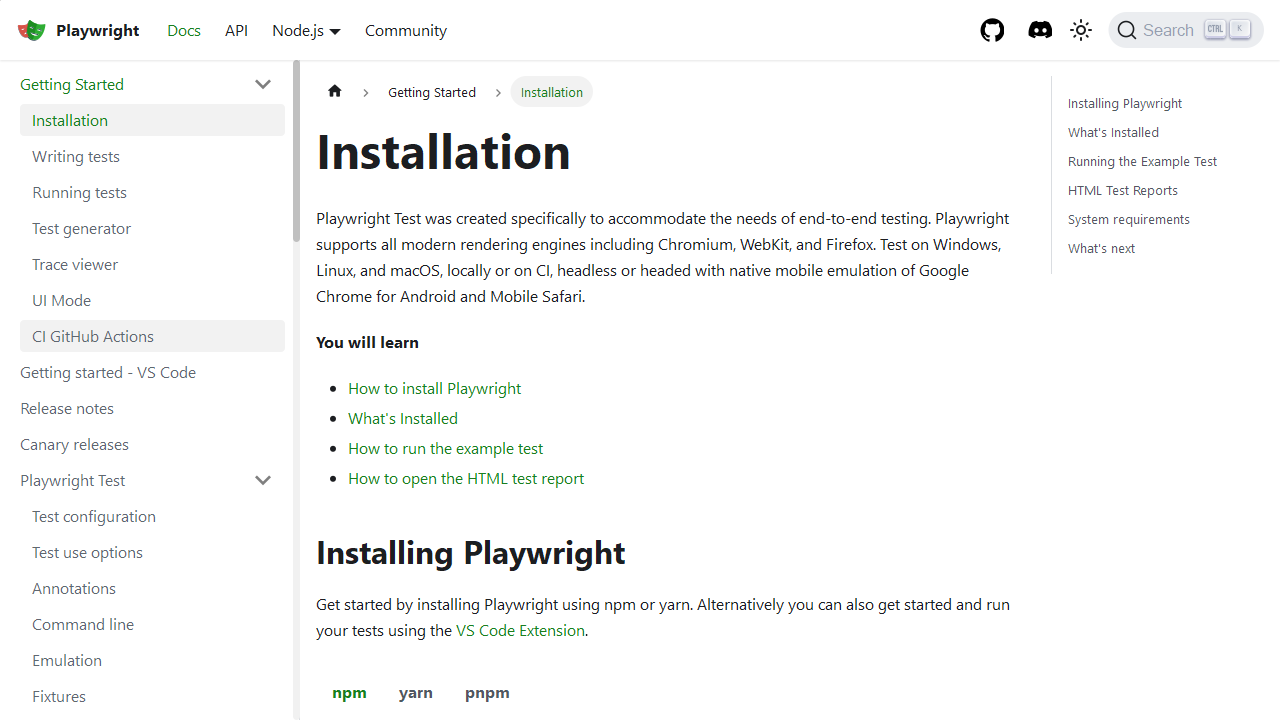 Playwright
Docs
API
Node.js
Community
Search
CTRL
K
Getting Started
Installation
Writing tests
Running tests
Test generator
Trace viewer
UI Mode
CI GitHub Actions
Getting started - VS Code
Release notes
Canary releases
Playwright Test
Test configuration
Test use options
Annotations
Command line
Emulation
Fixtures
Getting Started
Installation
Installation
Playwright Test was created specifically to accommodate the needs of end-to-end testing. Playwright
supports all modern rendering engines including Chromium, WebKit, and Firefox. Test on Windows,
Linux, and macOS, locally or on CI, headless or headed with native mobile emulation of Google
Chrome for Android and Mobile Safari.
You will learn
How to install Playwright
What's Installed
How to run the example test
How to open the HTML test report
Installing Playwright
Get started by installing Playwright using npm or yarn. Alternatively you can also get started and run
your tests using the VS Code Extension.
npm
yarn
pnpm
Installing Playwright
What's Installed
Running the Example Test
HTML Test Reports
System requirements
What's next